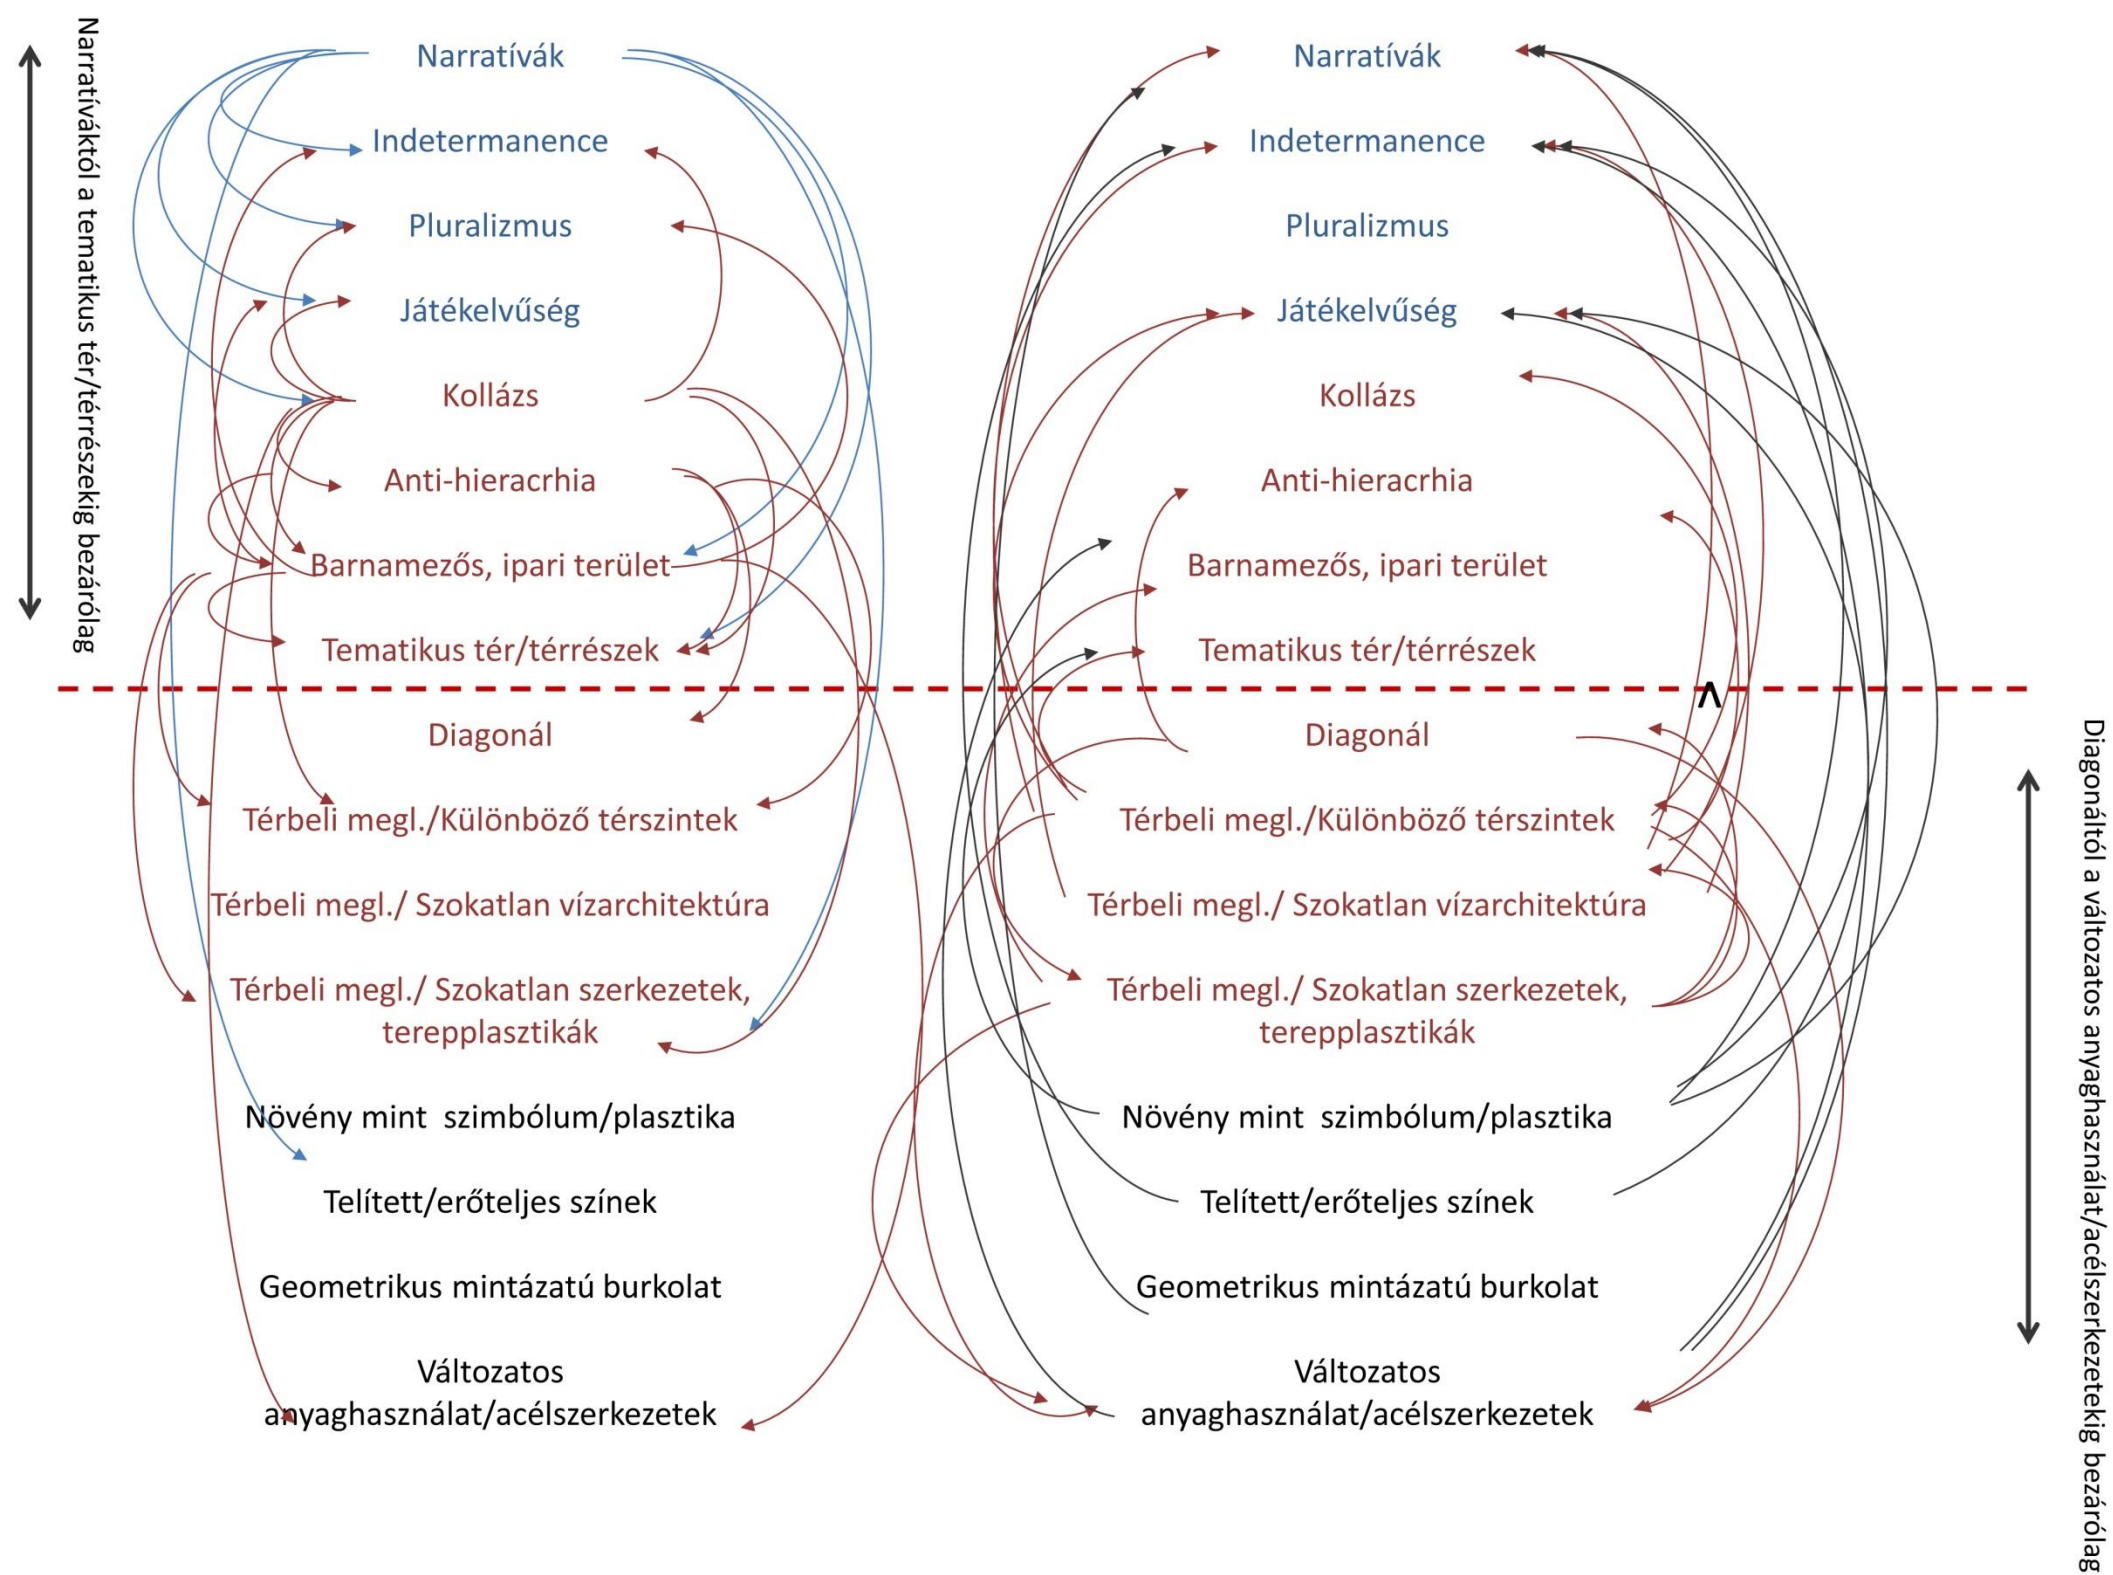 Narratíváktól a tematikus tér/térrészekig bezárólag
Narratívák
Indetermanence
Pluralizmus
Játékelvűség
Kollázs
Anti-hieracrhia
Barnamezős, ipari terület
Tematikus tér/térrészek
Diagonál
Térbeli megl./Különböző térszintek
Térbeli megl./ Szokatlan vízarchitektúra
Térbeli megl./ Szokatlan szerkezetek,
terepplasztikák
Növény mint  szimbólum/plasztika
Telített/erőteljes színek
Geometrikus mintázatú burkolat
Változatos
anyaghasználat/acélszerkezetek
Narratívák
Indetermanence
Pluralizmus
Játékelvűség
Kollázs
Anti-hieracrhia
Barnamezős, ipari terület
Tematikus tér/térrészek
Diagonál
Térbeli megl./Különböző térszintek
Térbeli megl./ Szokatlan vízarchitektúra
Térbeli megl./ Szokatlan szerkezetek,
terepplasztikák
Növény mint  szimbólum/plasztika
Telített/erőteljes színek
Geometrikus mintázatú burkolat
Változatos
anyaghasználat/acélszerkezetek
Diagonáltól a változatos anyaghasználat/acélszerkezetekig bezárólag